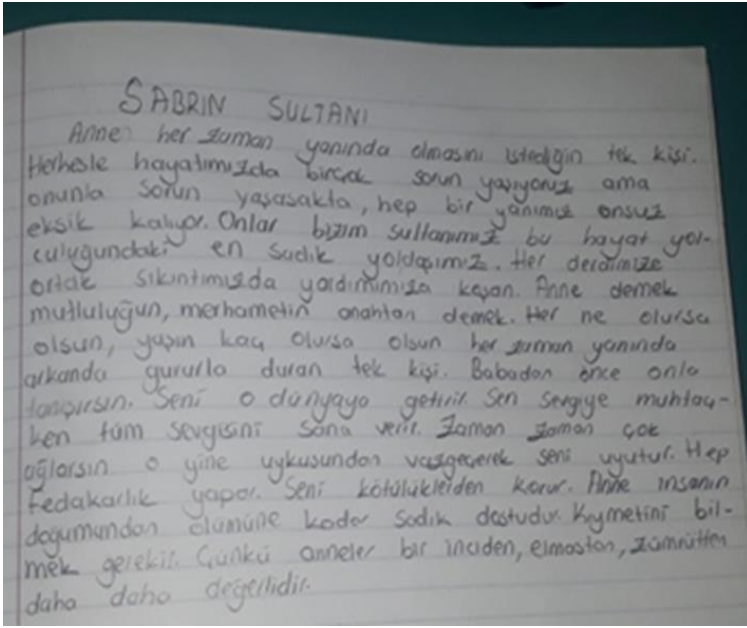 SABRIN SULTANI
Anne: her zaman yanında olmasını istediğin tek kişi.
Herkesle hayatımızda birçok sorun yaşıyoruz ama
onunla sorun yaşasakta, hep bir yanımız onsuz
eksik kalıyor. Onlar bizim sultanımız bu hayat yol-
culuğundaki en sadık yoldaşımız. Her derdimize
ortak sıkıntımızda yardımımıza koşan. Anne demek
mutluluğun, merhametin anahtarı demek. Her ne olursa
olsun, yaşın kaç olursa olsun her zaman yanında
arkanda gururla duran tek kişi. Babadan önce onla
tanışırsın. Seni o dünyaya getirir. Sen sevgiye muhtaç-
ken tüm sevgisini sana verir. Zaman zaman çok
ağlarsın o yine uykusundan vazgeçerek seni uyutur. Hep
fedakarlık yapar. Seni kötülüklerden korur. Anne insanın
doğumundan ölümüne kadar sadık dostudur. Kıymetini bil-
mek gerekir. Çünkü anneler bir inciden, elmastan, zümrütten
daha daha değerlidir.